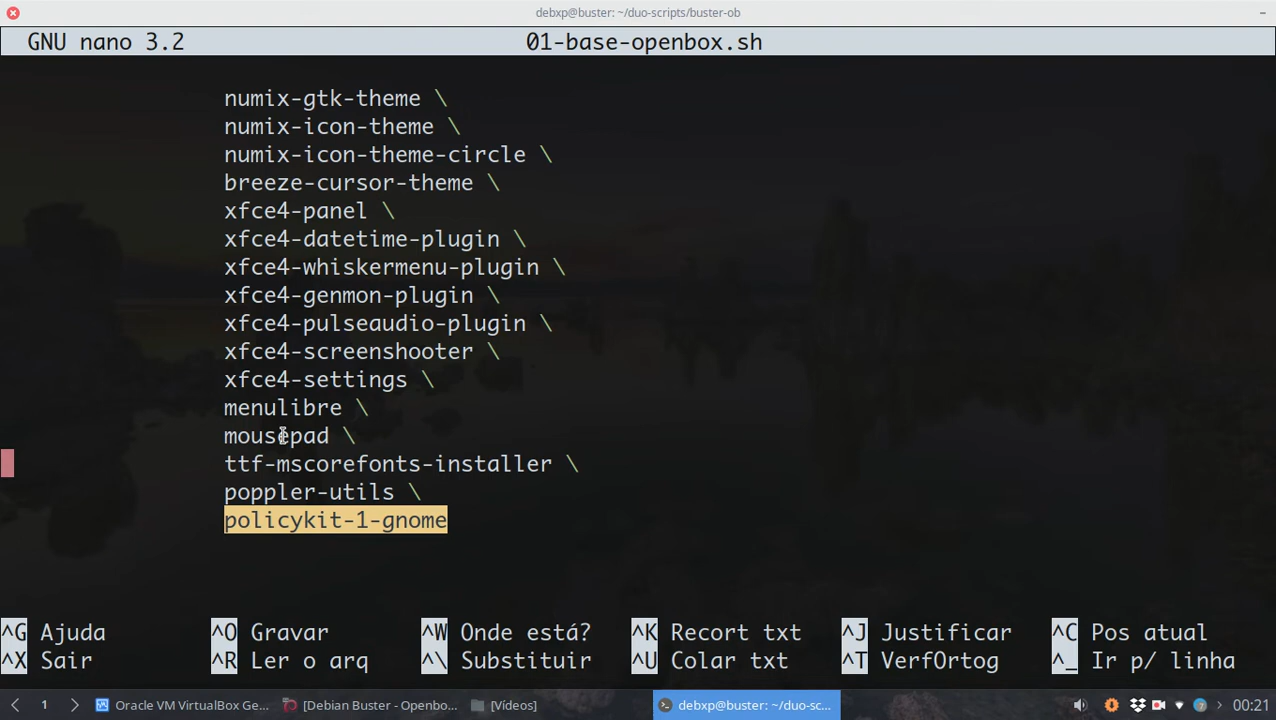 debxp@buster: ~/duo-scripts/buster-ob
GNU nano 3.2 01-base-openbox.sh
numix-gtk-theme \
numix-icon-theme \
numix-icon-theme-circle \
breeze-cursor-theme \
xfce4-panel \
xfce4-datetime-plugin \
xfce4-whiskermenu-plugin \
xfce4-genmon-plugin \
xfce4-pulseaudio-plugin \
xfce4-screenshooter \
xfce4-settings \
menulibre \
mousepad \
ttf-mscorefonts-installer \
poppler-utils \
policykit-1-gnome
^G Ajuda ^O Gravar ^W Onde está? ^K Recort txt ^J Justificar ^C Pos atual
^X Sair ^R Ler o arq ^\ Substituir ^U Colar txt ^T VerfOrtog ^_ Ir p/ linha
1 Oracle VM VirtualBox Ge... [Debian Buster - Openbo... [Vídeos] debxp@buster: ~/duo-sc... 00:21